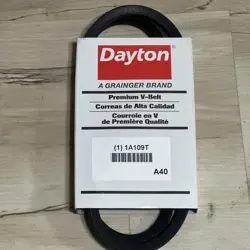 Dayton
A GRAINGER BRAND
Premium V-Belt
Correas de Alta Calidad
Courroie en V
de Première Qualité
(1) 1A109T
A40